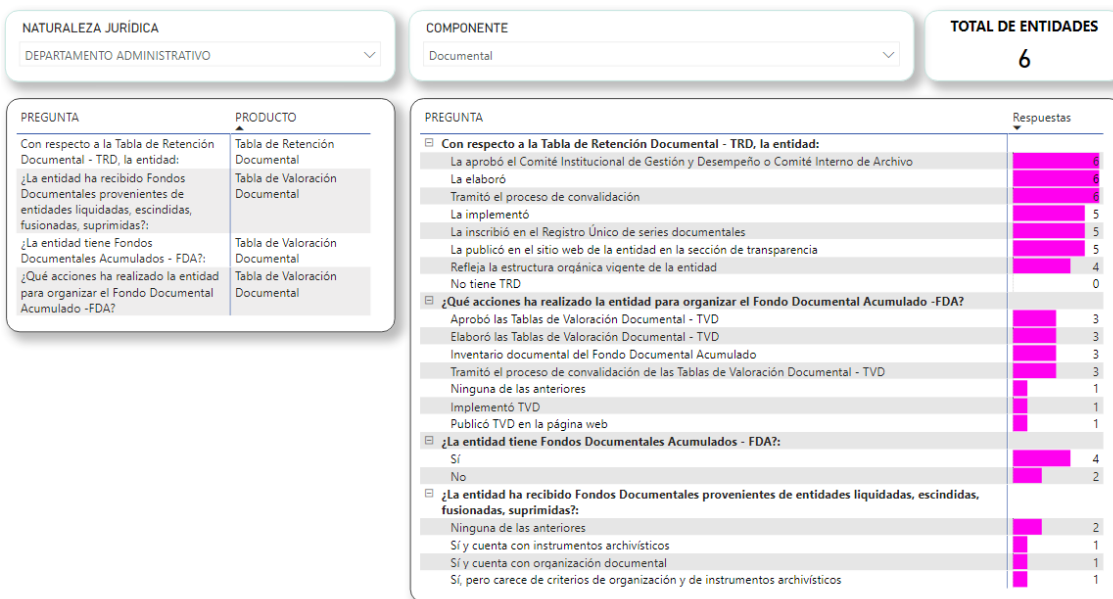 NATURALEZA JURÍDICA
DEPARTAMENTO ADMINISTRATIVO
COMPONENTE
Documental
TOTAL DE ENTIDADES
6
PREGUNTA PRODUCTO
Con respecto a la Tabla de Retención Tabla de Retención
Documental - TRD, la entidad: Documental
¿La entidad ha recibido Fondos Tabla de Valoración
Documentales provenientes de Documental
entidades liquidadas, escindidas,
fusionadas, suprimidas?:
¿La entidad tiene Fondos Tabla de Valoración
Documentales Acumulados - FDA?: Documental
¿Qué acciones ha realizado la entidad Tabla de Valoración
para organizar el Fondo Documental Documental
Acumulado -FDA?
PREGUNTA Respuestas
Con respecto a la Tabla de Retención Documental - TRD, la entidad:
La aprobó el Comité Institucional de Gestión y Desempeño o Comité Interno de Archivo 6
La elaboró 6
Tramitó el proceso de convalidación 6
La implementó 5
La inscribió en el Registro Único de series documentales 5
La publicó en el sitio web de la entidad en la sección de transparencia 5
Refleja la estructura orgánica vigente de la entidad 4
No tiene TRD 0
¿Qué acciones ha realizado la entidad para organizar el Fondo Documental Acumulado -FDA?
Aprobó las Tablas de Valoración Documental - TVD 3
Elaboró las Tablas de Valoración Documental - TVD 3
Inventario documental del Fondo Documental Acumulado 3
Tramitó el proceso de convalidación de las Tablas de Valoración Documental - TVD 3
Ninguna de las anteriores 1
Implementó TVD 1
Publicó TVD en la página web 1
¿La entidad tiene Fondos Documentales Acumulados - FDA?:
Sí 4
No 2
¿La entidad ha recibido Fondos Documentales provenientes de entidades liquidadas, escindidas,
fusionadas, suprimidas?:
Ninguna de las anteriores 2
Sí y cuenta con instrumentos archivísticos 1
Sí y cuenta con organización documental 1
Sí, pero carece de criterios de organización y de instrumentos archivísticos 1